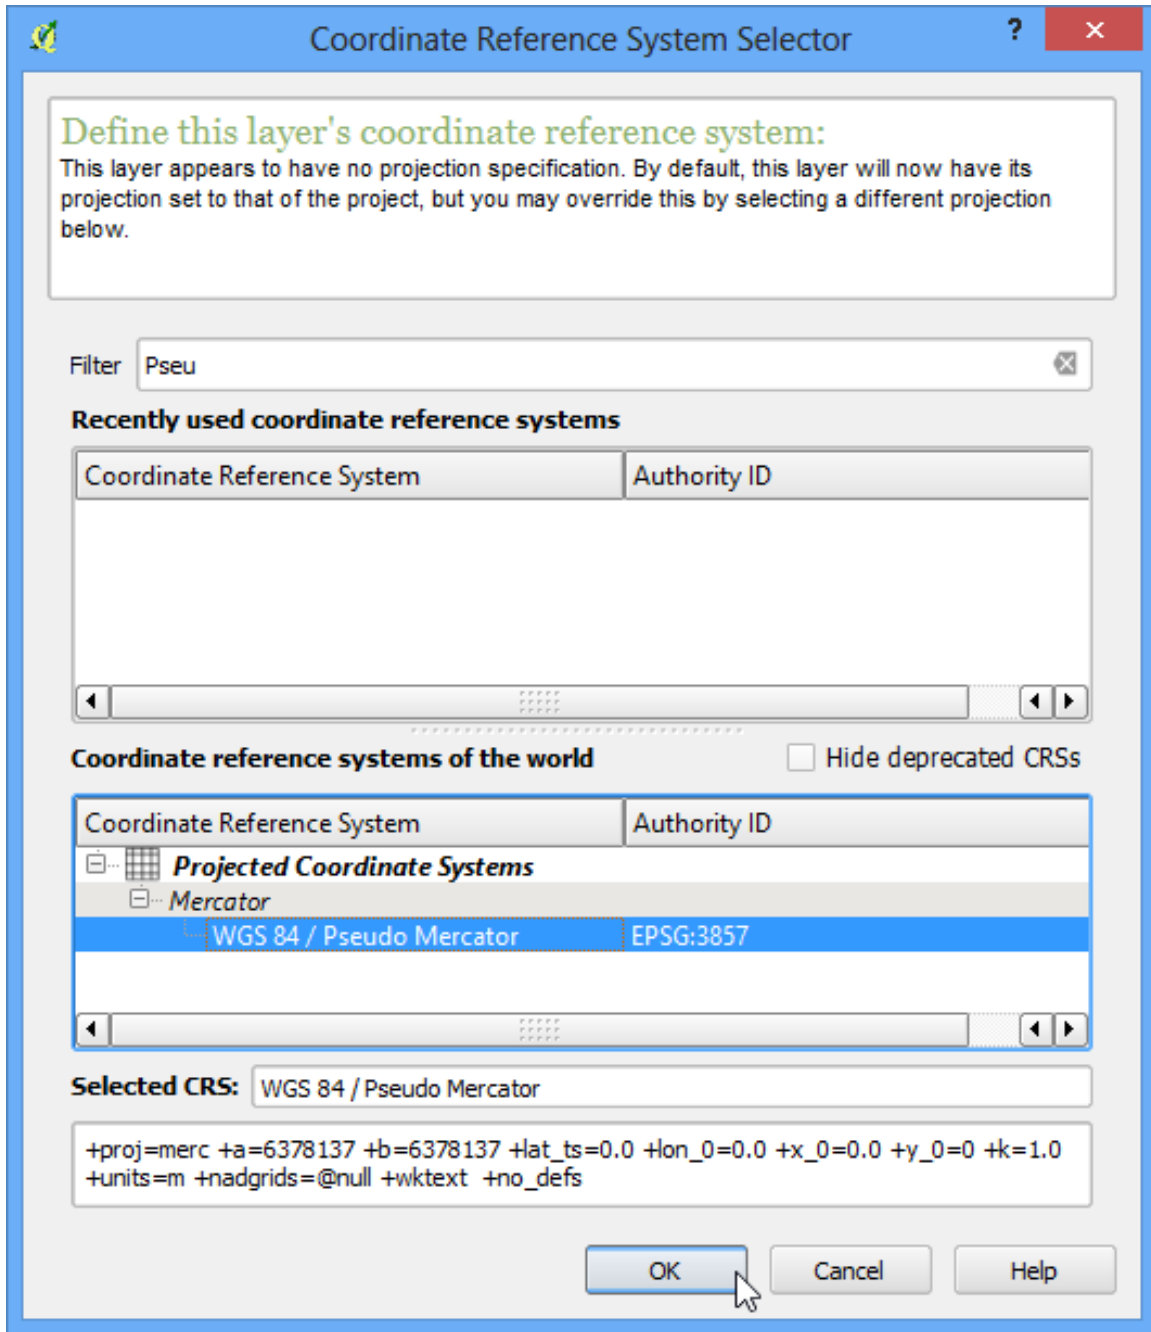 Coordinate Reference System Selector
?
Define this layer's coordinate reference system:
This layer appears to have no projection specification. By default, this layer will now have its
projection set to that of the project, but you may override this by selecting a different projection
below.
Filter Pseu
Recently used coordinate reference systems
Coordinate Reference System Authority ID
Coordinate reference systems of the world Hide deprecated CRSs
Coordinate Reference System Authority ID
Projected Coordinate Systems
Mercator
WGS 84 / Pseudo Mercator EPSG:3857
Selected CRS: WGS 84 / Pseudo Mercator
+proj=merc +a=6378137 +b=6378137 +lat_ts=0.0 +lon_0=0.0 +x_0=0.0 +y_0=0 +k=1.0
+units=m +nadgrids=@null +wktext +no_defs
OK Cancel Help